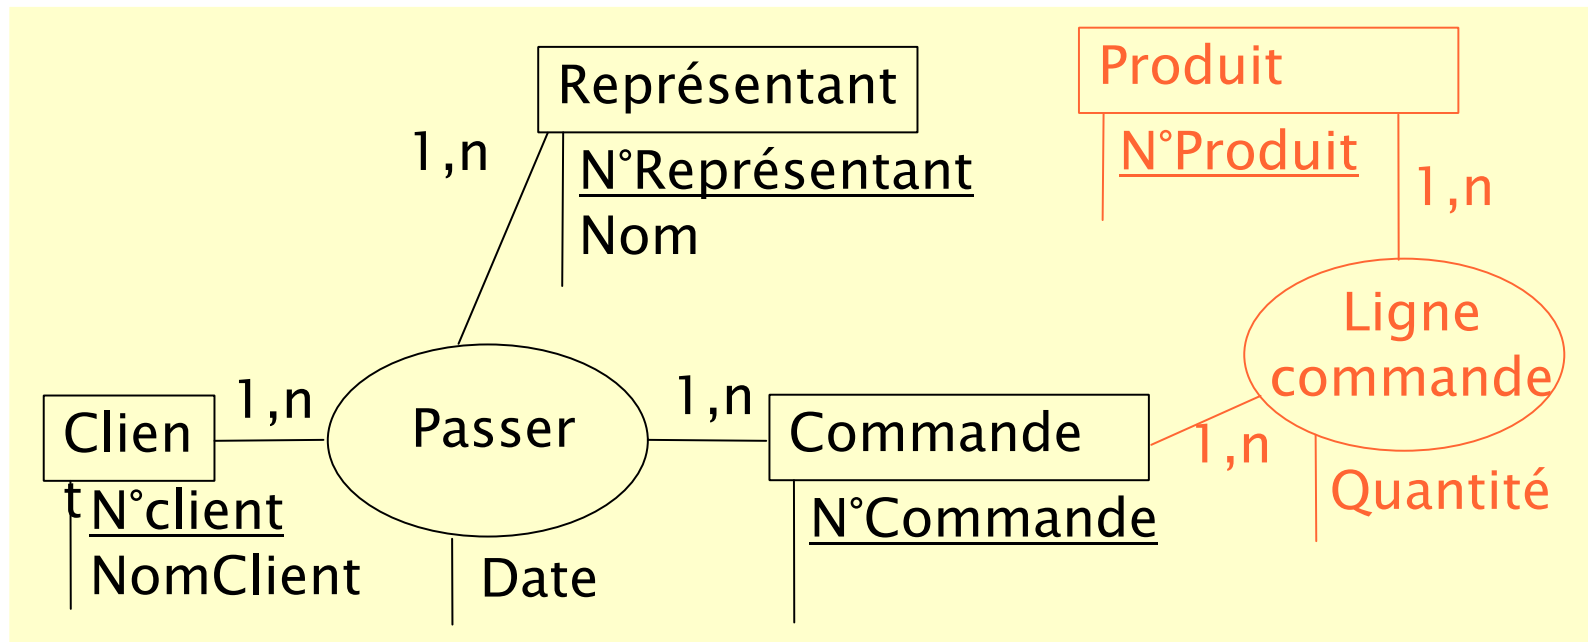 Représentant
1,n
N°Représentant
Nom
Produit
N°Produit
1,n
Ligne
commande
1,n
Quantité
Clien
t
N°client
NomClient
1,n
Passer
Date
1,n
Commande
N°Commande